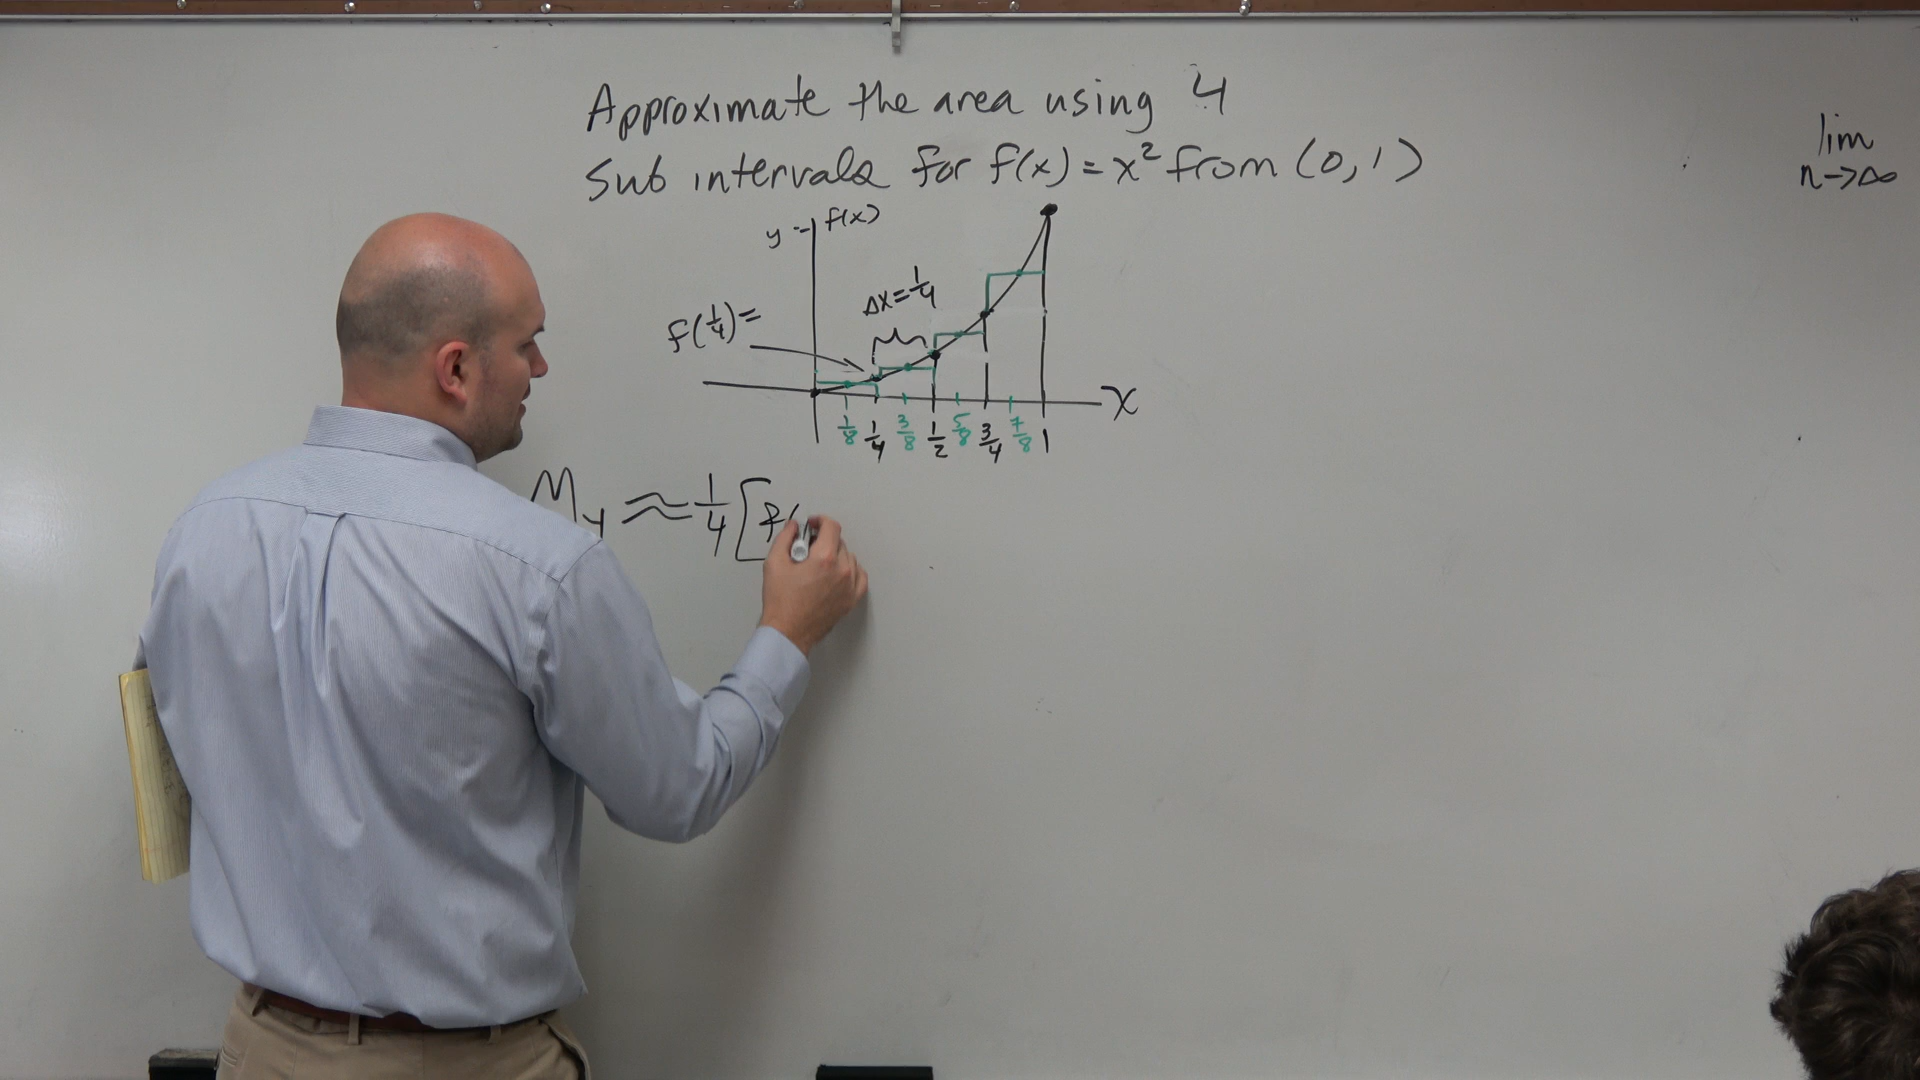 Approximate the area using 4
Sub intervals for f(x) = x² from (0,1)
lim
n→∞
y = f(x)
Δx = 1/4
f(1/4) =
x
1/8 1/4 3/8 1/2 5/8 3/4 7/8 1
M₄ ≈ 1/4 [f(